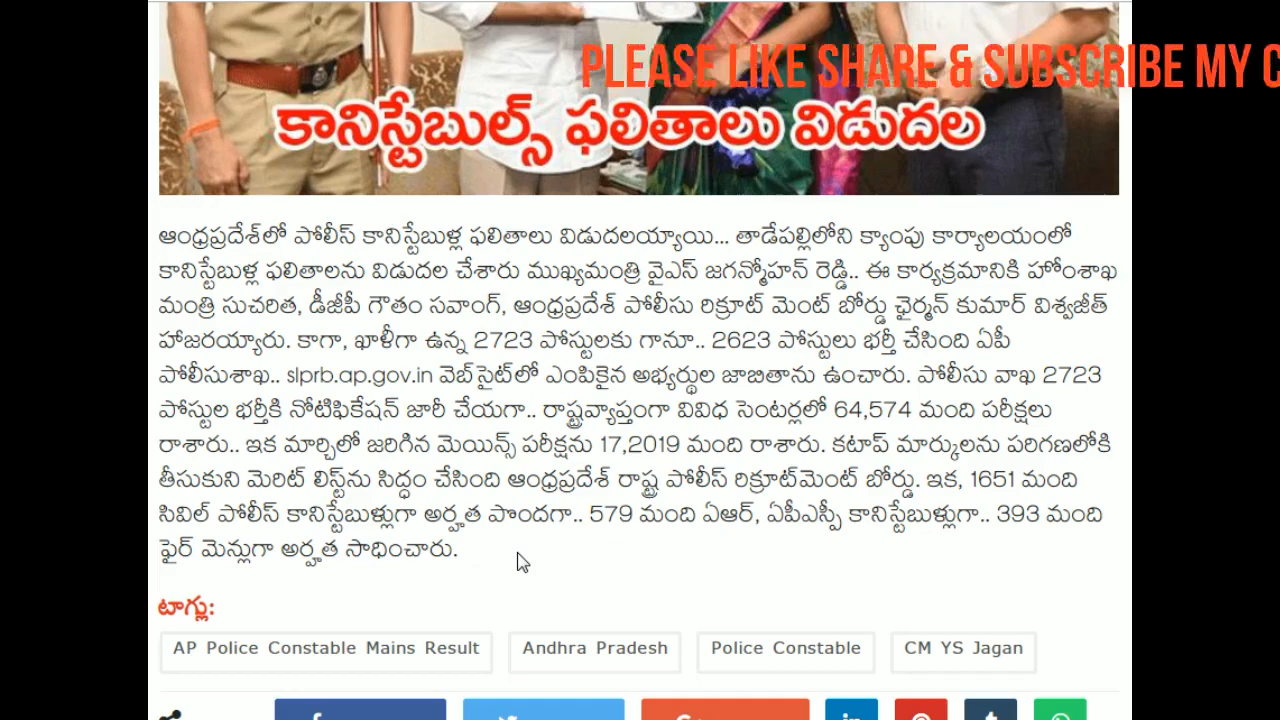 PLEASE LIKE SHARE & SUBSCRIBE MY C
కానిస్టేబుల్స్ ఫలితాలు విడుదల
ఆంధ్రప్రదేశ్‌లో పోలీస్ కానిస్టేబుళ్ల ఫలితాలు విడుదలయ్యాయి... తాడేపల్లిలోని క్యాంపు కార్యాలయంలో
కానిస్టేబుళ్ల ఫలితాలను విడుదల చేశారు ముఖ్యమంత్రి వైఎస్ జగన్మోహన్ రెడ్డి.. ఈ కార్యక్రమానికి హోంశాఖ
మంత్రి సుచరిత, డీజీపీ గౌతం సవాంగ్, ఆంధ్రప్రదేశ్ పోలీసు రిక్రూట్ మెంట్ బోర్డు ఛైర్మన్ కుమార్ విశ్వజీత్
హాజరయ్యారు. కాగా, ఖాళీగా ఉన్న 2723 పోస్టులకు గానూ.. 2623 పోస్టులు భర్తీ చేసింది ఏపీ
పోలీసుశాఖ.. slprb.ap.gov.in వెబ్‌సైట్‌లో ఎంపికైన అభ్యర్థుల జాబితాను ఉంచారు. పోలీసు వాఖ 2723
పోస్టుల భర్తీకి నోటిఫికేషన్ జారీ చేయగా.. రాష్ట్రవ్యాప్తంగా వివిధ సెంటర్లలో 64,574 మంది పరీక్షలు
రాశారు.. ఇక మార్చిలో జరిగిన మెయిన్స్ పరీక్షను 17,2019 మంది రాశారు. కటాప్ మార్కులను పరిగణలోకి
తీసుకుని మెరిట్ లిస్ట్‌ను సిద్ధం చేసింది ఆంధ్రప్రదేశ్ రాష్ట్ర పోలీస్ రిక్రూట్‌మెంట్ బోర్డు. ఇక, 1651 మంది
సివిల్ పోలీస్ కానిస్టేబుళ్లుగా అర్హత పొందగా.. 579 మంది ఏఆర్, ఏపీఎస్పీ కానిస్టేబుళ్లుగా.. 393 మంది
ఫైర్ మెన్లుగా అర్హత సాధించారు.
టాగ్లు:
AP Police Constable Mains Result Andhra Pradesh Police Constable CM YS Jagan